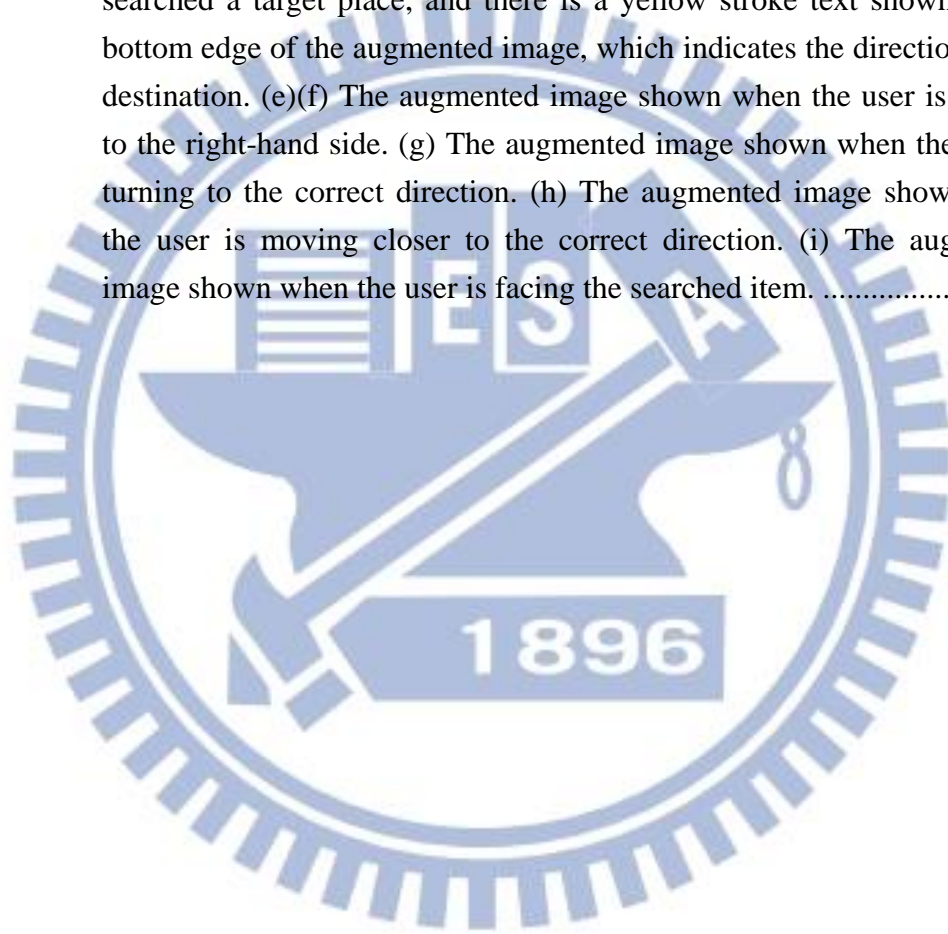 searched a target place, and there is a yellow stroke text shown
bottom edge of the augmented image, which indicates the directio
destination. (e)(f) The augmented image shown when the user is
to the right-hand side. (g) The augmented image shown when the
turning to the correct direction. (h) The augmented image show
the user is moving closer to the correct direction. (i) The aug
image shown when the user is facing the searched item. ................
E S A
1896